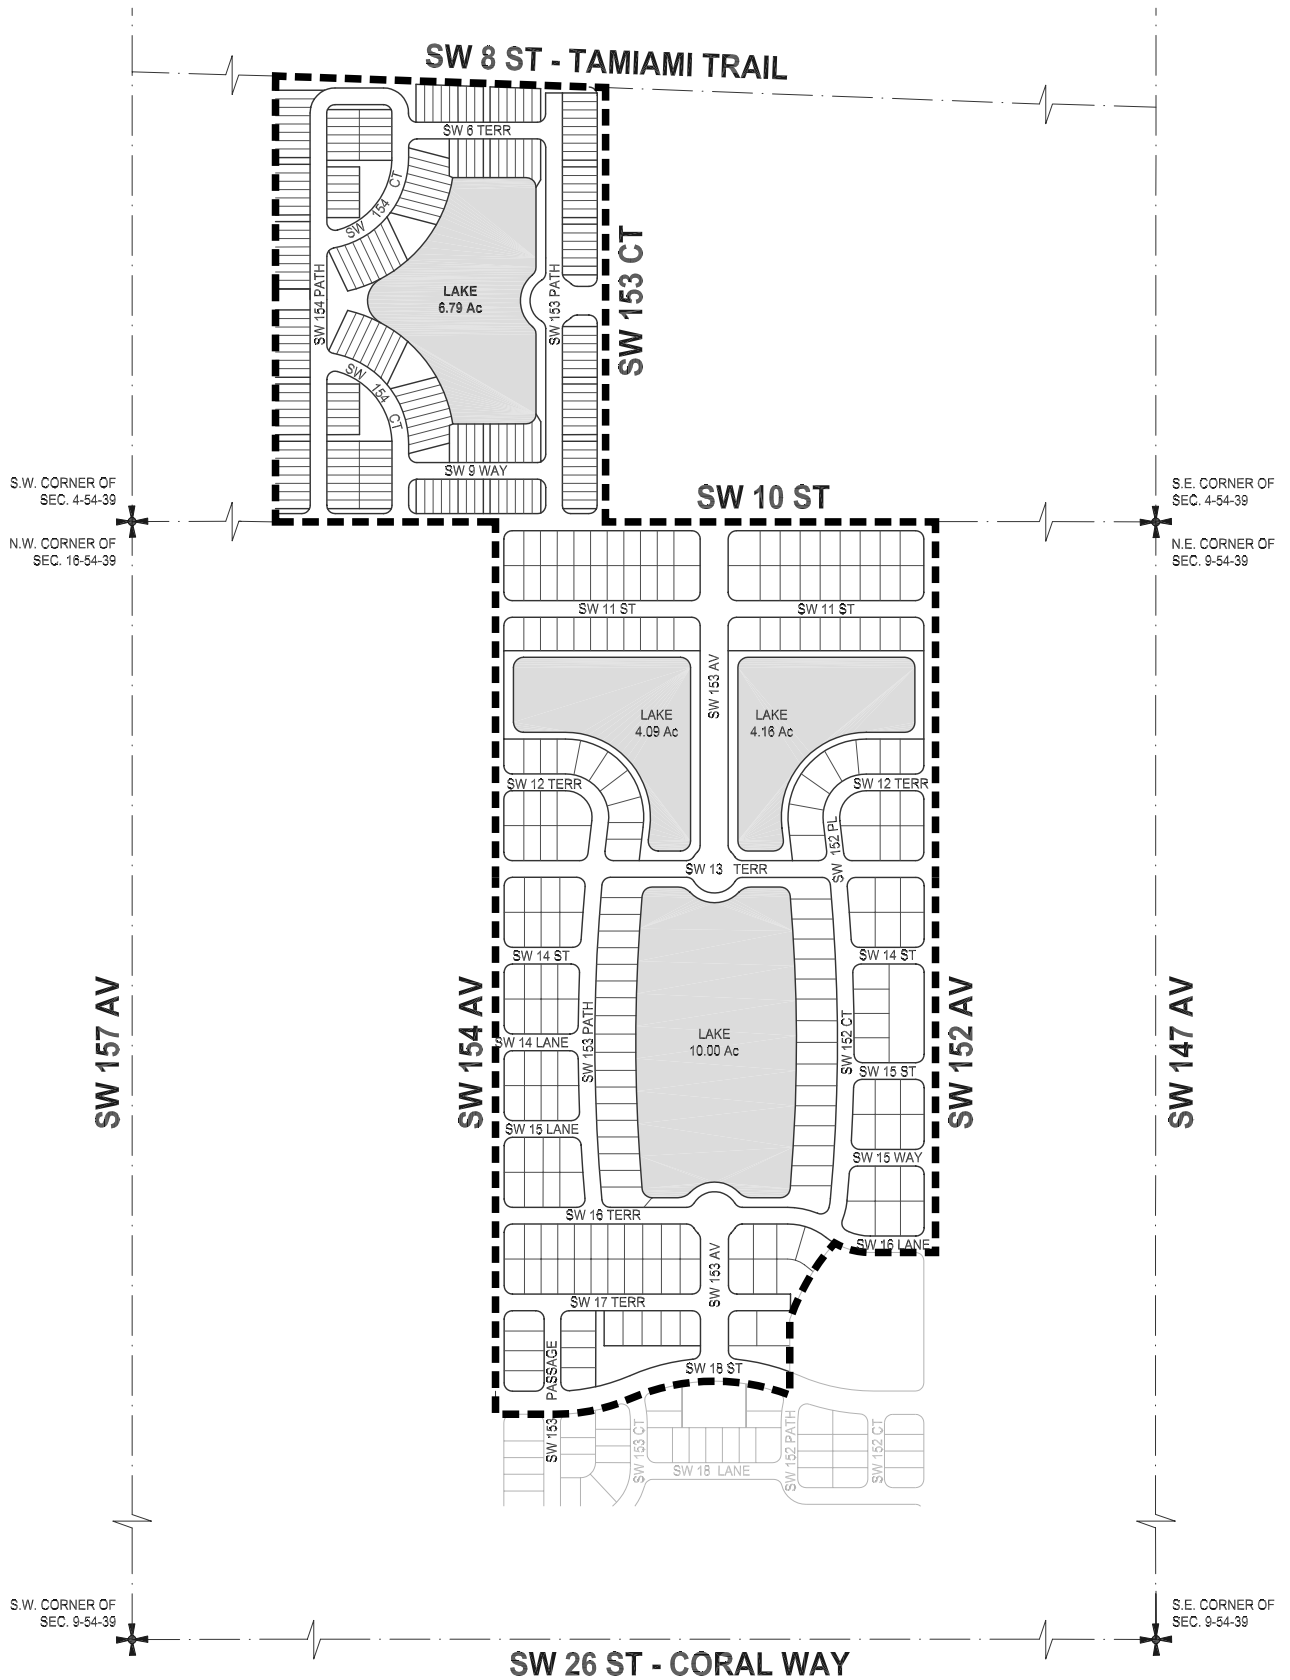 SW 8 ST - TAMIAMI TRAIL
SW 6 TERR
SW 154 CT
LAKE
6.79 Ac
SW 154 PATH
SW 153 PATH
SW 153 CT
SW 154 CT
SW 9 WAY
S.W. CORNER OF
SEC. 4-54-39
SW 10 ST
S.E. CORNER OF
SEC. 4-54-39
N.W. CORNER OF
SEC. 16-54-39
N.E. CORNER OF
SEC. 9-54-39
SW 11 ST
SW 11 ST
SW 153 AV
LAKE
4.09 Ac
LAKE
4.16 Ac
SW 12 TERR
SW 12 TERR
SW 152 PL
SW 13 TERR
SW 14 ST
SW 14 ST
SW 157 AV
SW 154 AV
SW 14 LANE
SW 153 PATH
LAKE
10.00 Ac
SW 152 CT
SW 152 AV
SW 147 AV
SW 15 ST
SW 15 LANE
SW 15 WAY
SW 16 TERR
SW 16 LANE
SW 153 AV
SW 17 TERR
SW 18 ST
SW 153 PASSAGE
SW 153 CT
SW 18 LANE
SW 152 PATH
SW 152 CT
S.W. CORNER OF
SEC. 9-54-39
S.E. CORNER OF
SEC. 9-54-39
SW 26 ST - CORAL WAY